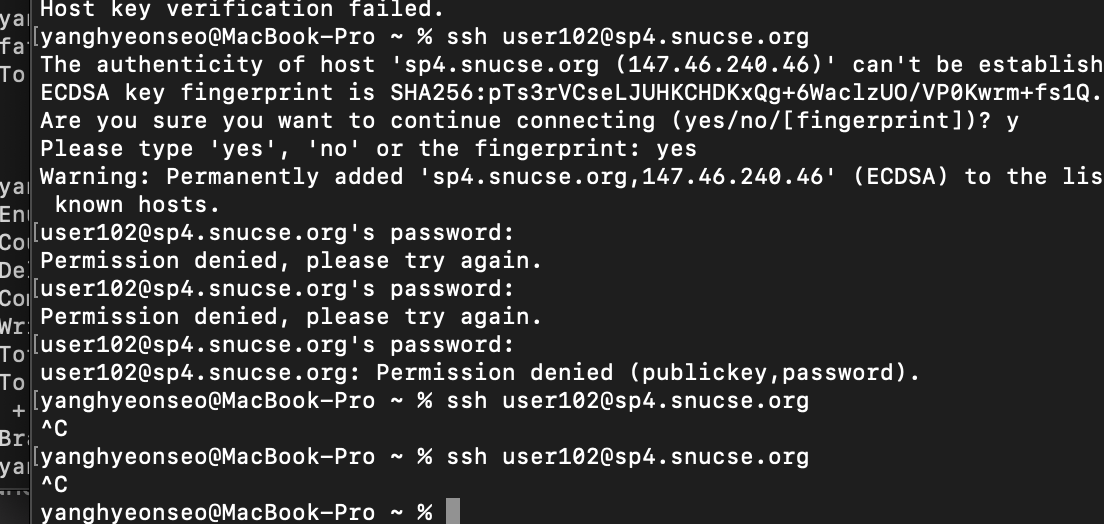 Host key verification failed.
[yanghyeonseo@MacBook-Pro ~ % ssh user102@sp4.snucse.org
The authenticity of host 'sp4.snucse.org (147.46.240.46)' can't be establish
ECDSA key fingerprint is SHA256:pTs3rVCseLJUHKCHDKxQg+6WaclzUO/VP0Kwrm+fs1Q.
Are you sure you want to continue connecting (yes/no/[fingerprint])? y
Please type 'yes', 'no' or the fingerprint: yes
Warning: Permanently added 'sp4.snucse.org,147.46.240.46' (ECDSA) to the lis
known hosts.
[user102@sp4.snucse.org's password:
Permission denied, please try again.
[user102@sp4.snucse.org's password:
Permission denied, please try again.
[user102@sp4.snucse.org's password:
user102@sp4.snucse.org: Permission denied (publickey,password).
[yanghyeonseo@MacBook-Pro ~ % ssh user102@sp4.snucse.org
^C
[yanghyeonseo@MacBook-Pro ~ % ssh user102@sp4.snucse.org
^C
yanghyeonseo@MacBook-Pro ~ %